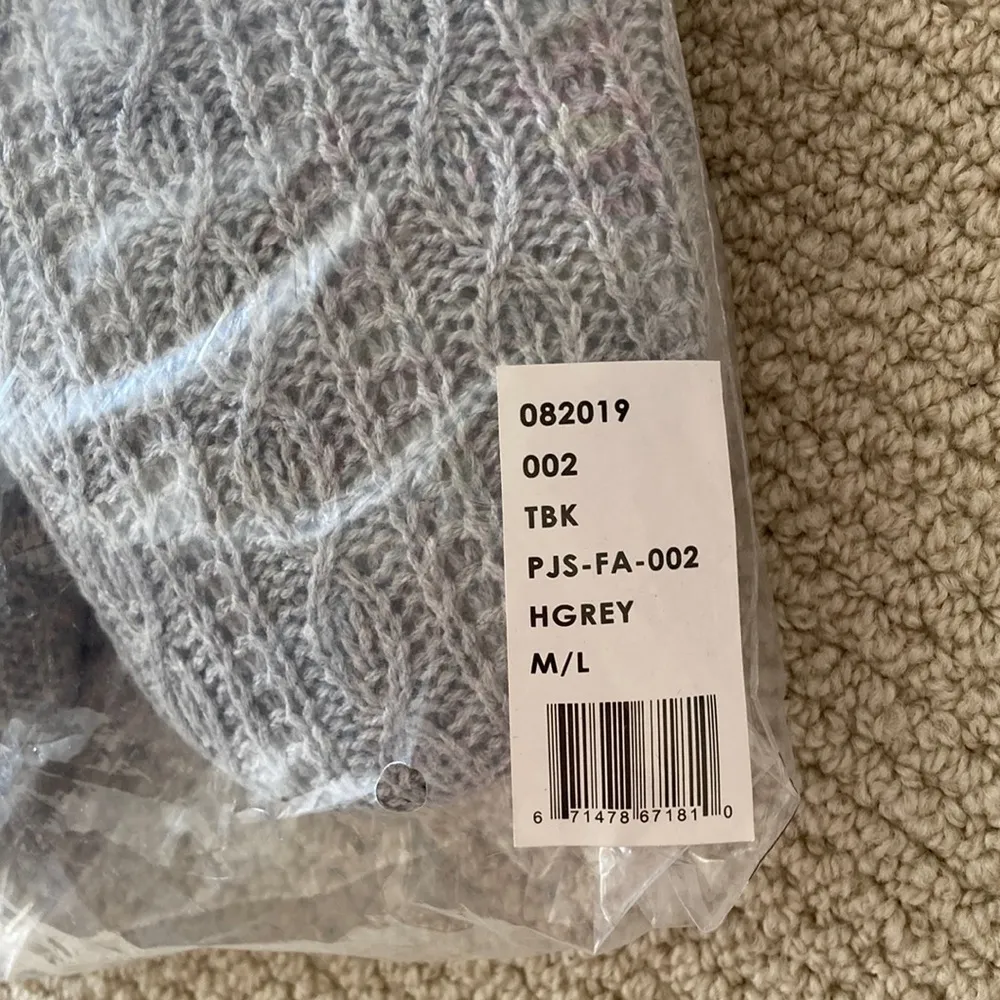 082019
002
TBK
PJS-FA-002
HGREY
M/L
6 71478 67181 0